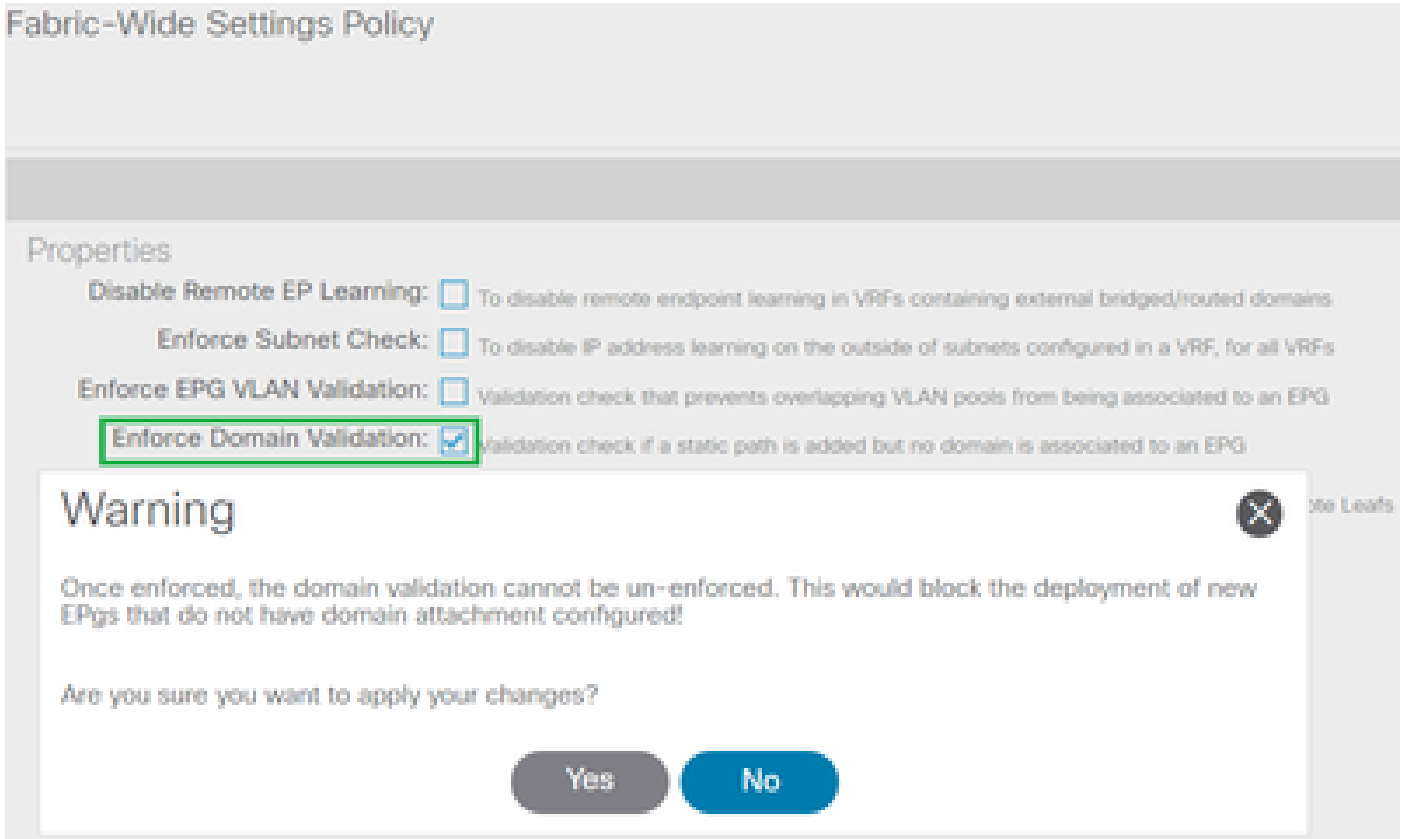 Fabric-Wide Settings Policy
Properties
Disable Remote EP Learning: To disable remote endpoint learning in VRFs containing external bridged/routed domains
Enforce Subnet Check: To disable IP address learning on the outside of subnets configured in a VRF, for all VRFs
Enforce EPG VLAN Validation: Validation check that prevents overlapping VLAN pools from being associated to an EPG
Enforce Domain Validation: Validation check if a static path is added but no domain is associated to an EPG
Warning
Leafs
Once enforced, the domain validation cannot be un-enforced. This would block the deployment of new
EPgs that do not have domain attachment configured!
Are you sure you want to apply your changes?
Yes No